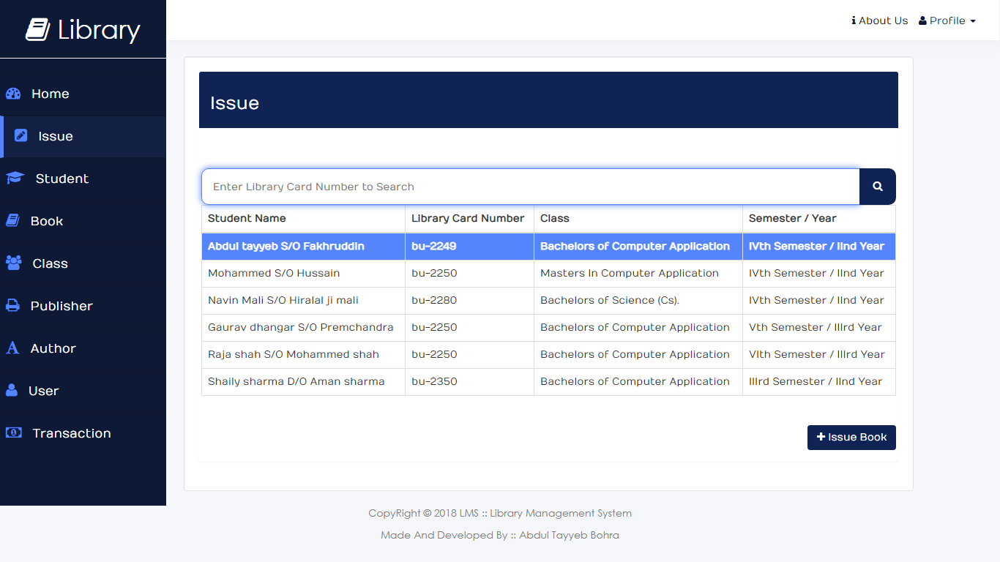 Library
About Us Profile
Home
Issue
Student
Book
Class
Publisher
Author
User
Transaction
Issue
Enter Library Card Number to Search
Student Name Library Card Number Class Semester / Year
Abdul tayyeb S/O Fakhruddin bu-2249 Bachelors of Computer Application IVth Semester / IInd Year
Mohammed S/O Hussain bu-2250 Masters In Computer Application IVth Semester / IInd Year
Navin Mali S/O Hiralal ji mali bu-2280 Bachelors of Science (Cs). IVth Semester / IInd Year
Gaurav dhangar S/O Premchandra bu-2250 Bachelors of Computer Application Vth Semester / IIIrd Year
Raja shah S/O Mohammed shah bu-2250 Bachelors of Computer Application VIth Semester / IIIrd Year
Shaily sharma D/O Aman sharma bu-2350 Bachelors of Computer Application IIIrd Semester / IInd Year
Issue Book
CopyRight © 2018 LMS :: Library Management System
Made And Developed By :: Abdul Tayyeb Bohra